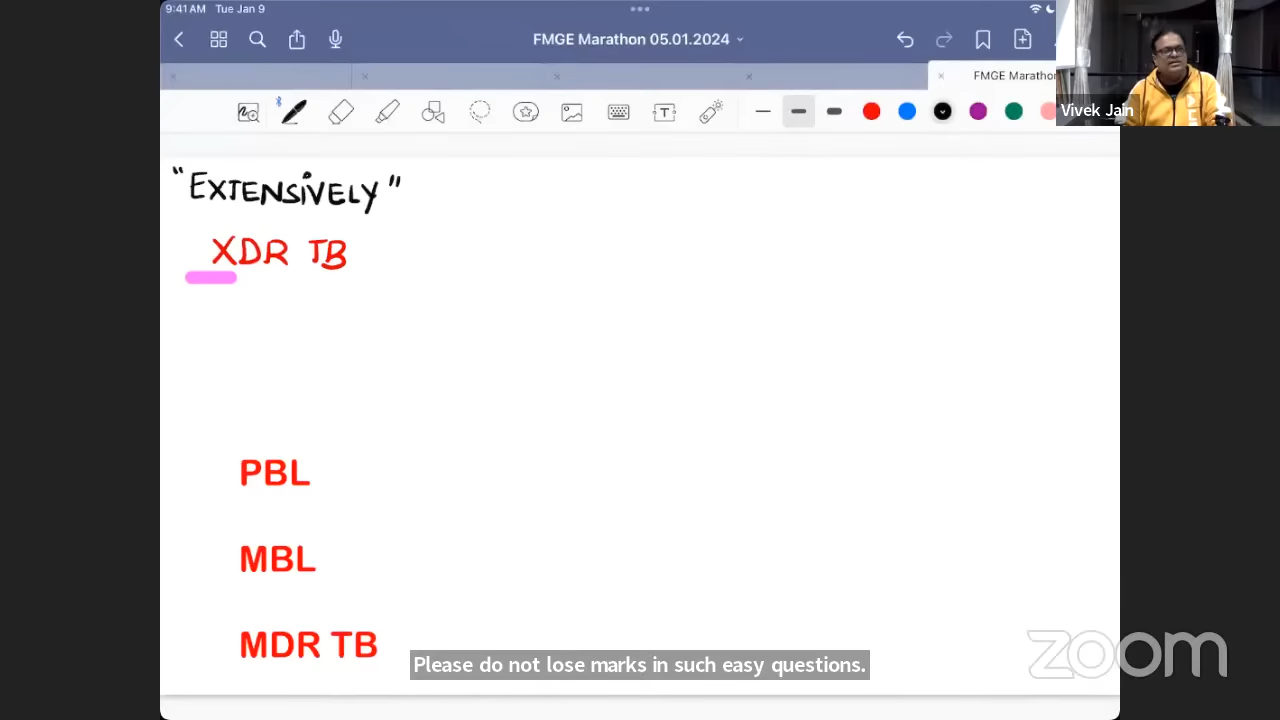 9:41 AM Tue Jan 9
FMGE Marathon 05.01.2024
FMGE Marathon
Vivek Jain
"EXTENSIVELY"
XDR TB
PBL
MBL
MDR TB
Please do not lose marks in such easy questions.
zoom